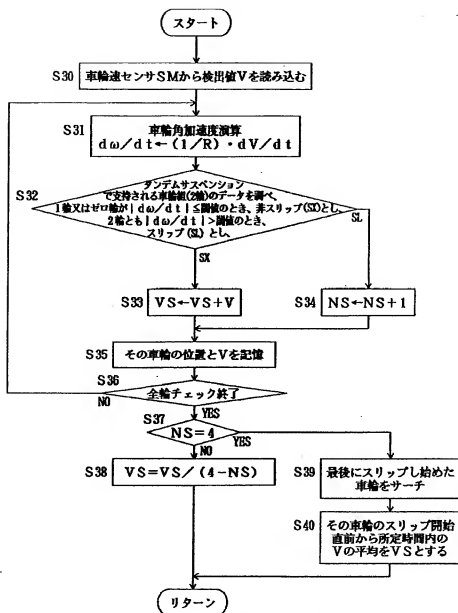 スタート
S30
車輪速センサSMから検出値Vを読み込む
S31
車輪角加速度演算
dω/dt←(1/R)・dV/dt
S32
タンデムサスペンション
で支持される車輪組(2輪)のデータを調べ、
1輪又はゼロ輪が|dω/dt|≦閾値のとき、非スリップ(SX)とし、
2輪とも|dω/dt|>閾値のとき、
スリップ(SL)とし、
SL
SX
S33
VS←VS+V
S34
NS←NS+1
S35
その車輪の位置とVを記憶
S36
全輪チェック終了
NO
YES
S37
NS=4
YES
NO
S38
VS=VS/(4-NS)
S39
最後にスリップし始めた
車輪をサーチ
S40
その車輪のスリップ開始
直前から所定時間内の
Vの平均をVSとする
リターン